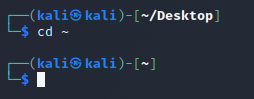 ┌──(kali㉿kali)-[~/Desktop]
└─$ cd ~
┌──(kali㉿kali)-[~]
└─$